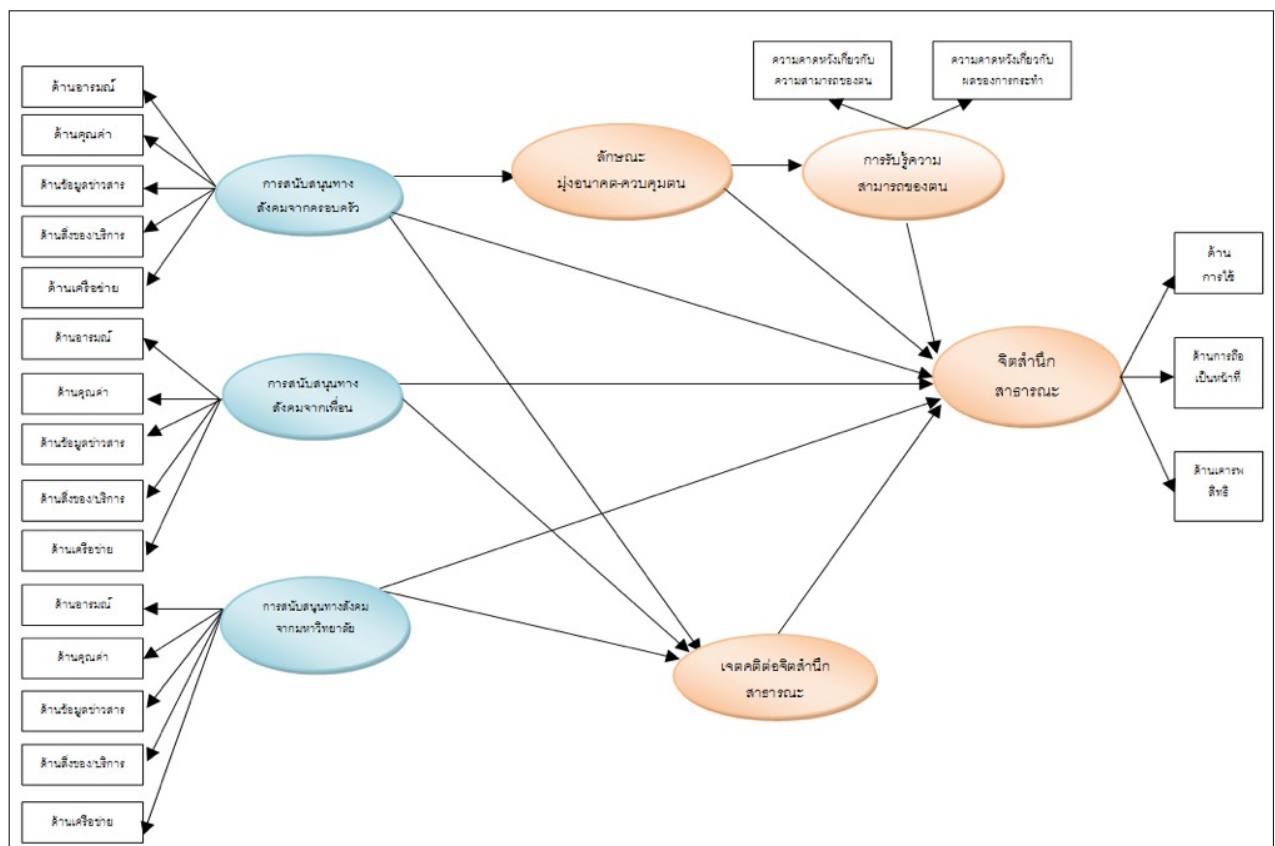 ความคาดหวังเกี่ยวกับ
ความสามารถของตน
ความคาดหวังเกี่ยวกับ
ผลของการกระทำ
ด้านอารมณ์
ด้านคุณค่า
ด้านข้อมูลข่าวสาร
ด้านสิ่งของ/บริการ
ด้านเครือข่าย
การสนับสนุนทาง
สังคมจากครอบครัว
ลักษณะ
มุ่งอนาคต-ควบคุมตน
การรับรู้ความ
สามารถของตน
ด้านอารมณ์
ด้านคุณค่า
ด้านข้อมูลข่าวสาร
ด้านสิ่งของ/บริการ
ด้านเครือข่าย
การสนับสนุนทาง
สังคมจากเพื่อน
จิตสำนึก
สาธารณะ
ด้าน
การใช้
ด้านการถือ
เป็นหน้าที่
ด้านเคารพ
สิทธิ
ด้านอารมณ์
ด้านคุณค่า
ด้านข้อมูลข่าวสาร
ด้านสิ่งของ/บริการ
ด้านเครือข่าย
การสนับสนุนทางสังคม
จากมหาวิทยาลัย
เจตคติต่อจิตสำนึก
สาธารณะ